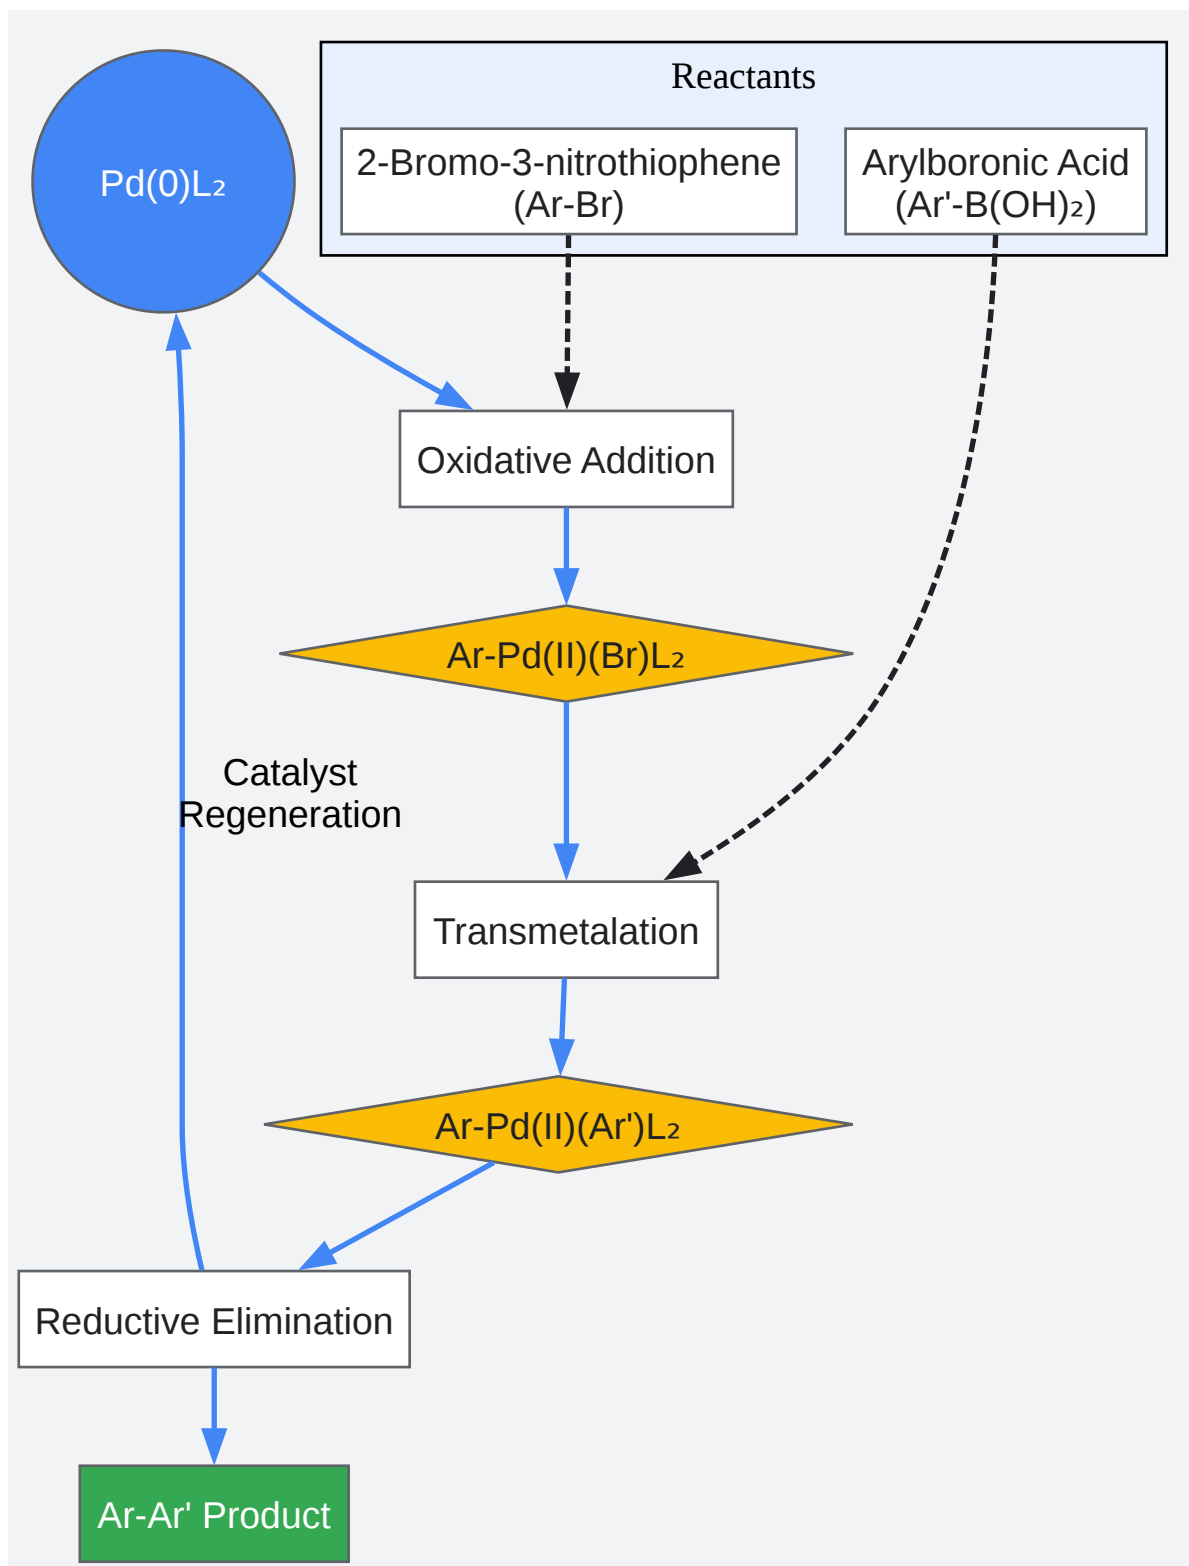 Pd(0)L₂
Reactants
2-Bromo-3-nitrothiophene
(Ar-Br)
Arylboronic Acid
(Ar'-B(OH)₂)
Oxidative Addition
Ar-Pd(II)(Br)L₂
Catalyst
Regeneration
Transmetalation
Ar-Pd(II)(Ar')L₂
Reductive Elimination
Ar-Ar' Product